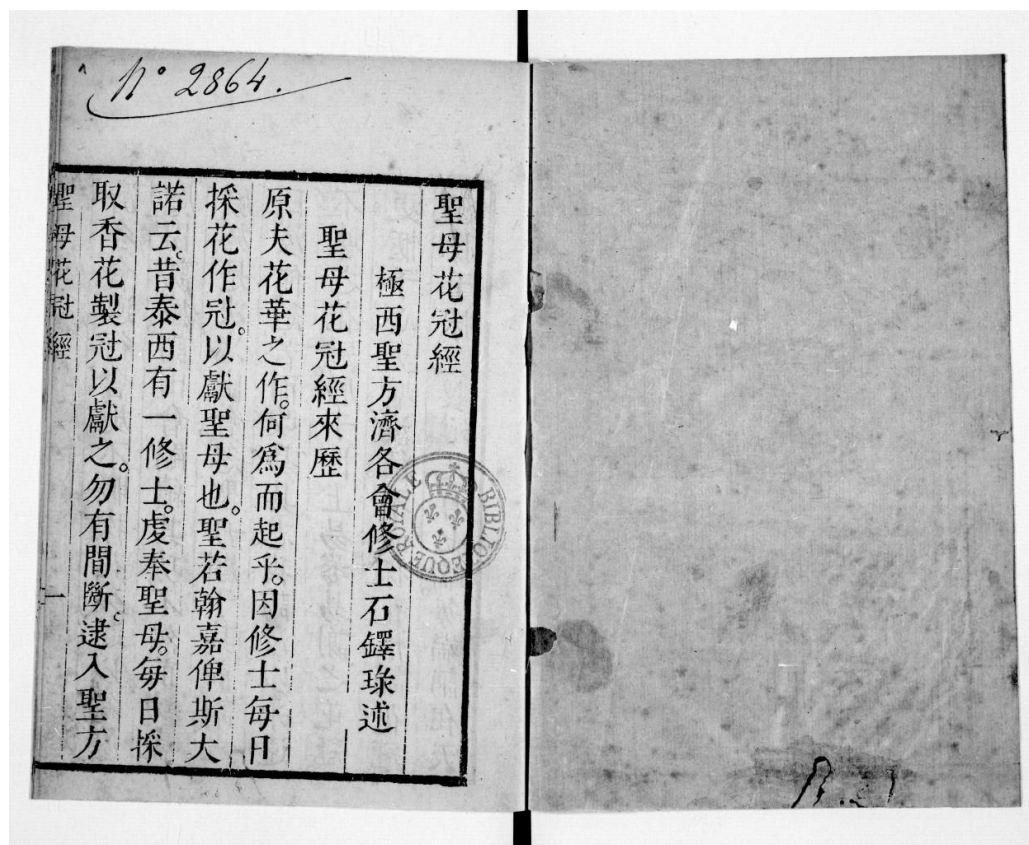 N° 2864.
聖母花冠經
極西聖方濟各會修士石鐸琭述
聖母花冠經來歷
原夫花華之作。何爲而起乎。因修士每日
採花作冠。以獻聖母也。聖若翰嘉俾斯大
諾云。昔泰西有一修士。虔奉聖母。每日採
取香花製冠以獻之。勿有間斷。逮入聖方
聖母花冠經 一
BIBLIOTHEQUE ROIALE